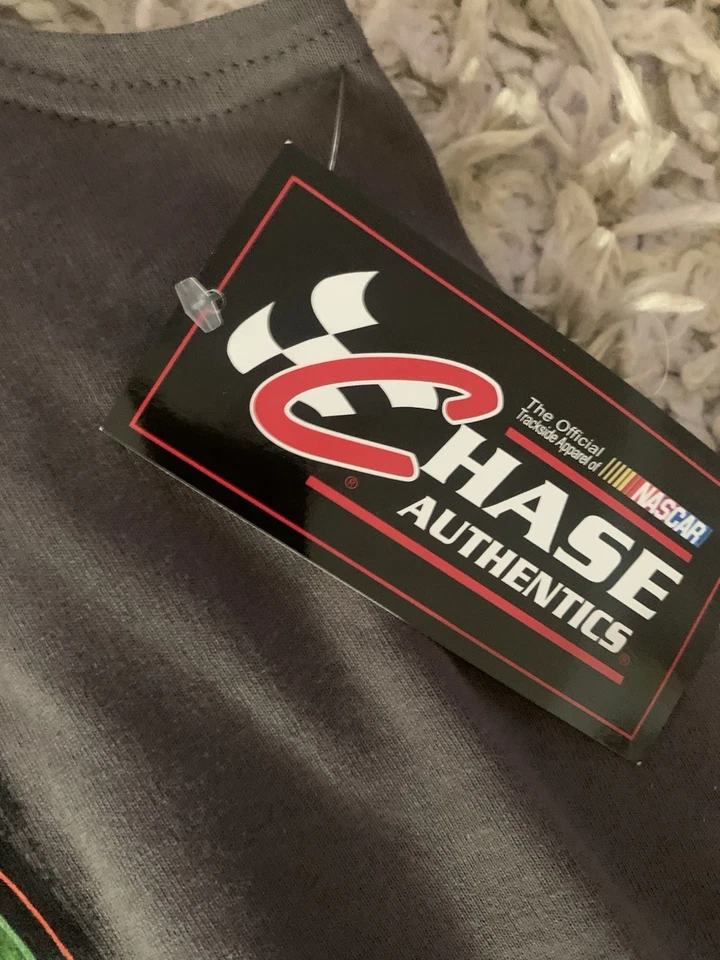 The Official
Trackside Apparel of
NASCAR
CHASE ®
AUTHENTICS ®